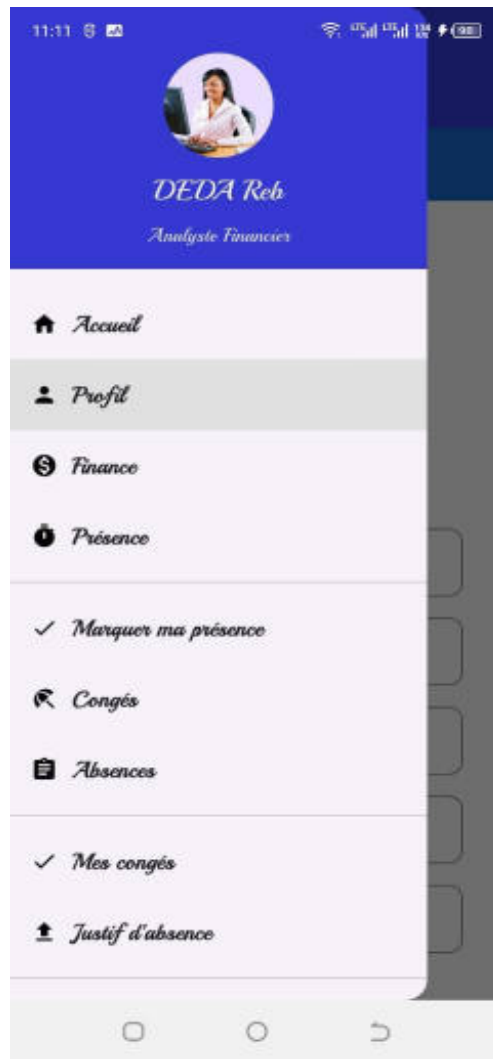 11:11
DEDA Reb
Analyste Financier
Accueil
Profil
Finance
Présence
Marquer ma présence
Congés
Absences
Mes congés
Justif d'absence